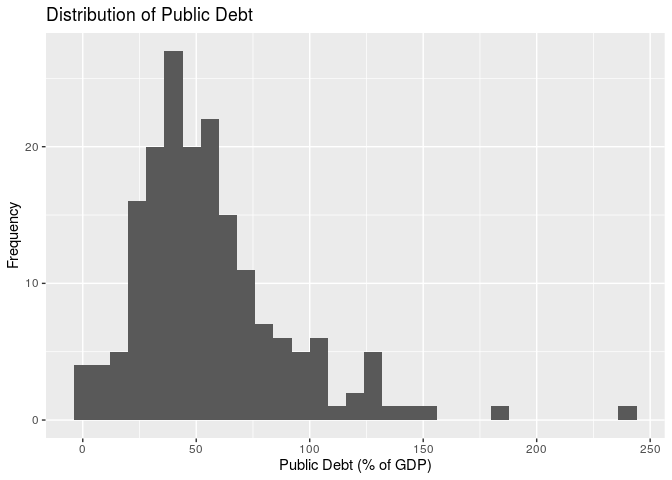 Distribution of Public Debt
Frequency
20
10
0
0 50 100 150 200 250
Public Debt (% of GDP)